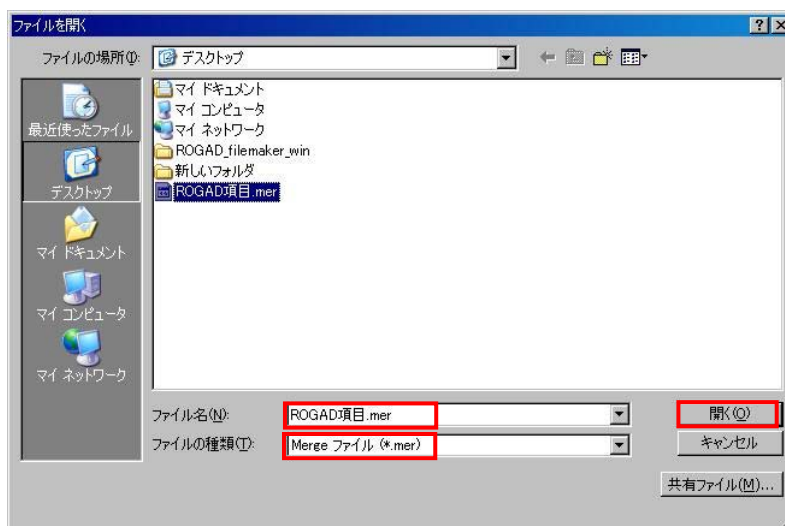 ファイルを開く
ファイルの場所(I):
デスクトップ
最近使ったファイル
デスクトップ
マイ ドキュメント
マイ コンピュータ
マイ ネットワーク
マイ ドキュメント
マイ コンピュータ
マイ ネットワーク
ROGAD_filemaker_win
新しいフォルダ
ROGAD項目.mer
ファイル名(N):
ROGAD項目.mer
開く(O)
ファイルの種類(T):
Merge ファイル (*.mer)
キャンセル
共有ファイル(M)...